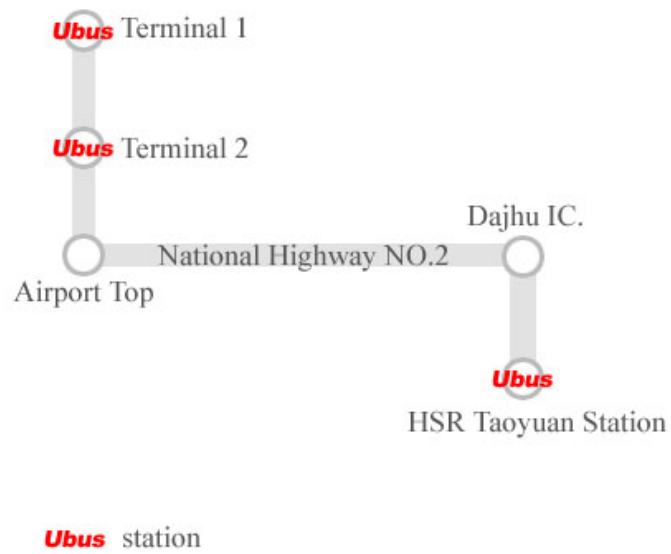 Ubus Terminal 1
Ubus Terminal 2
Dajhu IC.
National Highway NO.2
Airport Top
Ubus
HSR Taoyuan Station
Ubus station